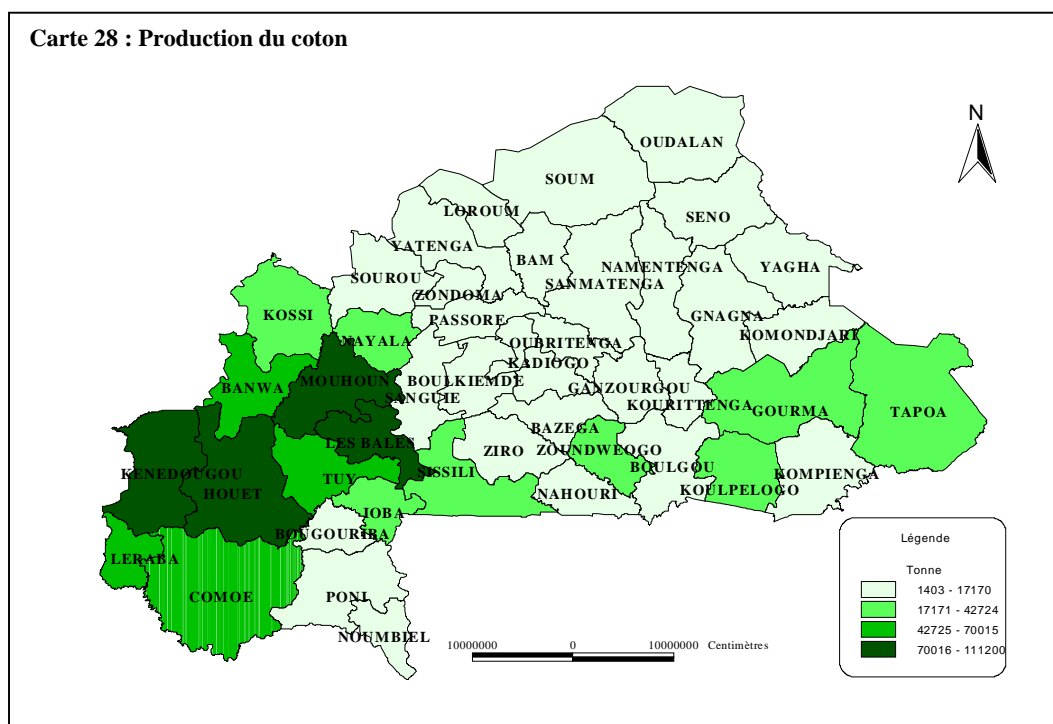 Carte 28 : Production du coton
N
OUDALAN
SOUM
SENO
LOROUM
YATENGA
BAM
NAMENTENGA
YAGHA
SOUROU
SANMATENGA
ZONDOMA
KOSSI
PASSORE
GNAGNA
KOMONDJARI
NAYALA
OUBRITENGA
KADIOGO
BANWA
MOUHOUN
BOULKIEMDE
GANZOURGOU
SANGUIE
KOURITTENGA
GOURMA
TAPOA
BAZEGA
LES BALES
ZIRO
ZOUNDWEOGO
KENEDOUGOU
TUY
SISSILI
BOULGOU
KOMPIENGA
HOUET
NAHOURI
KOULPELOGO
IOBA
BOUGOURIBA
LERABA
COMOE
PONI
NOUMBIEL
Légende
Tonne
1403 - 17170
17171 - 42724
42725 - 70015
70016 - 111200
10000000 0 10000000 Centimètres